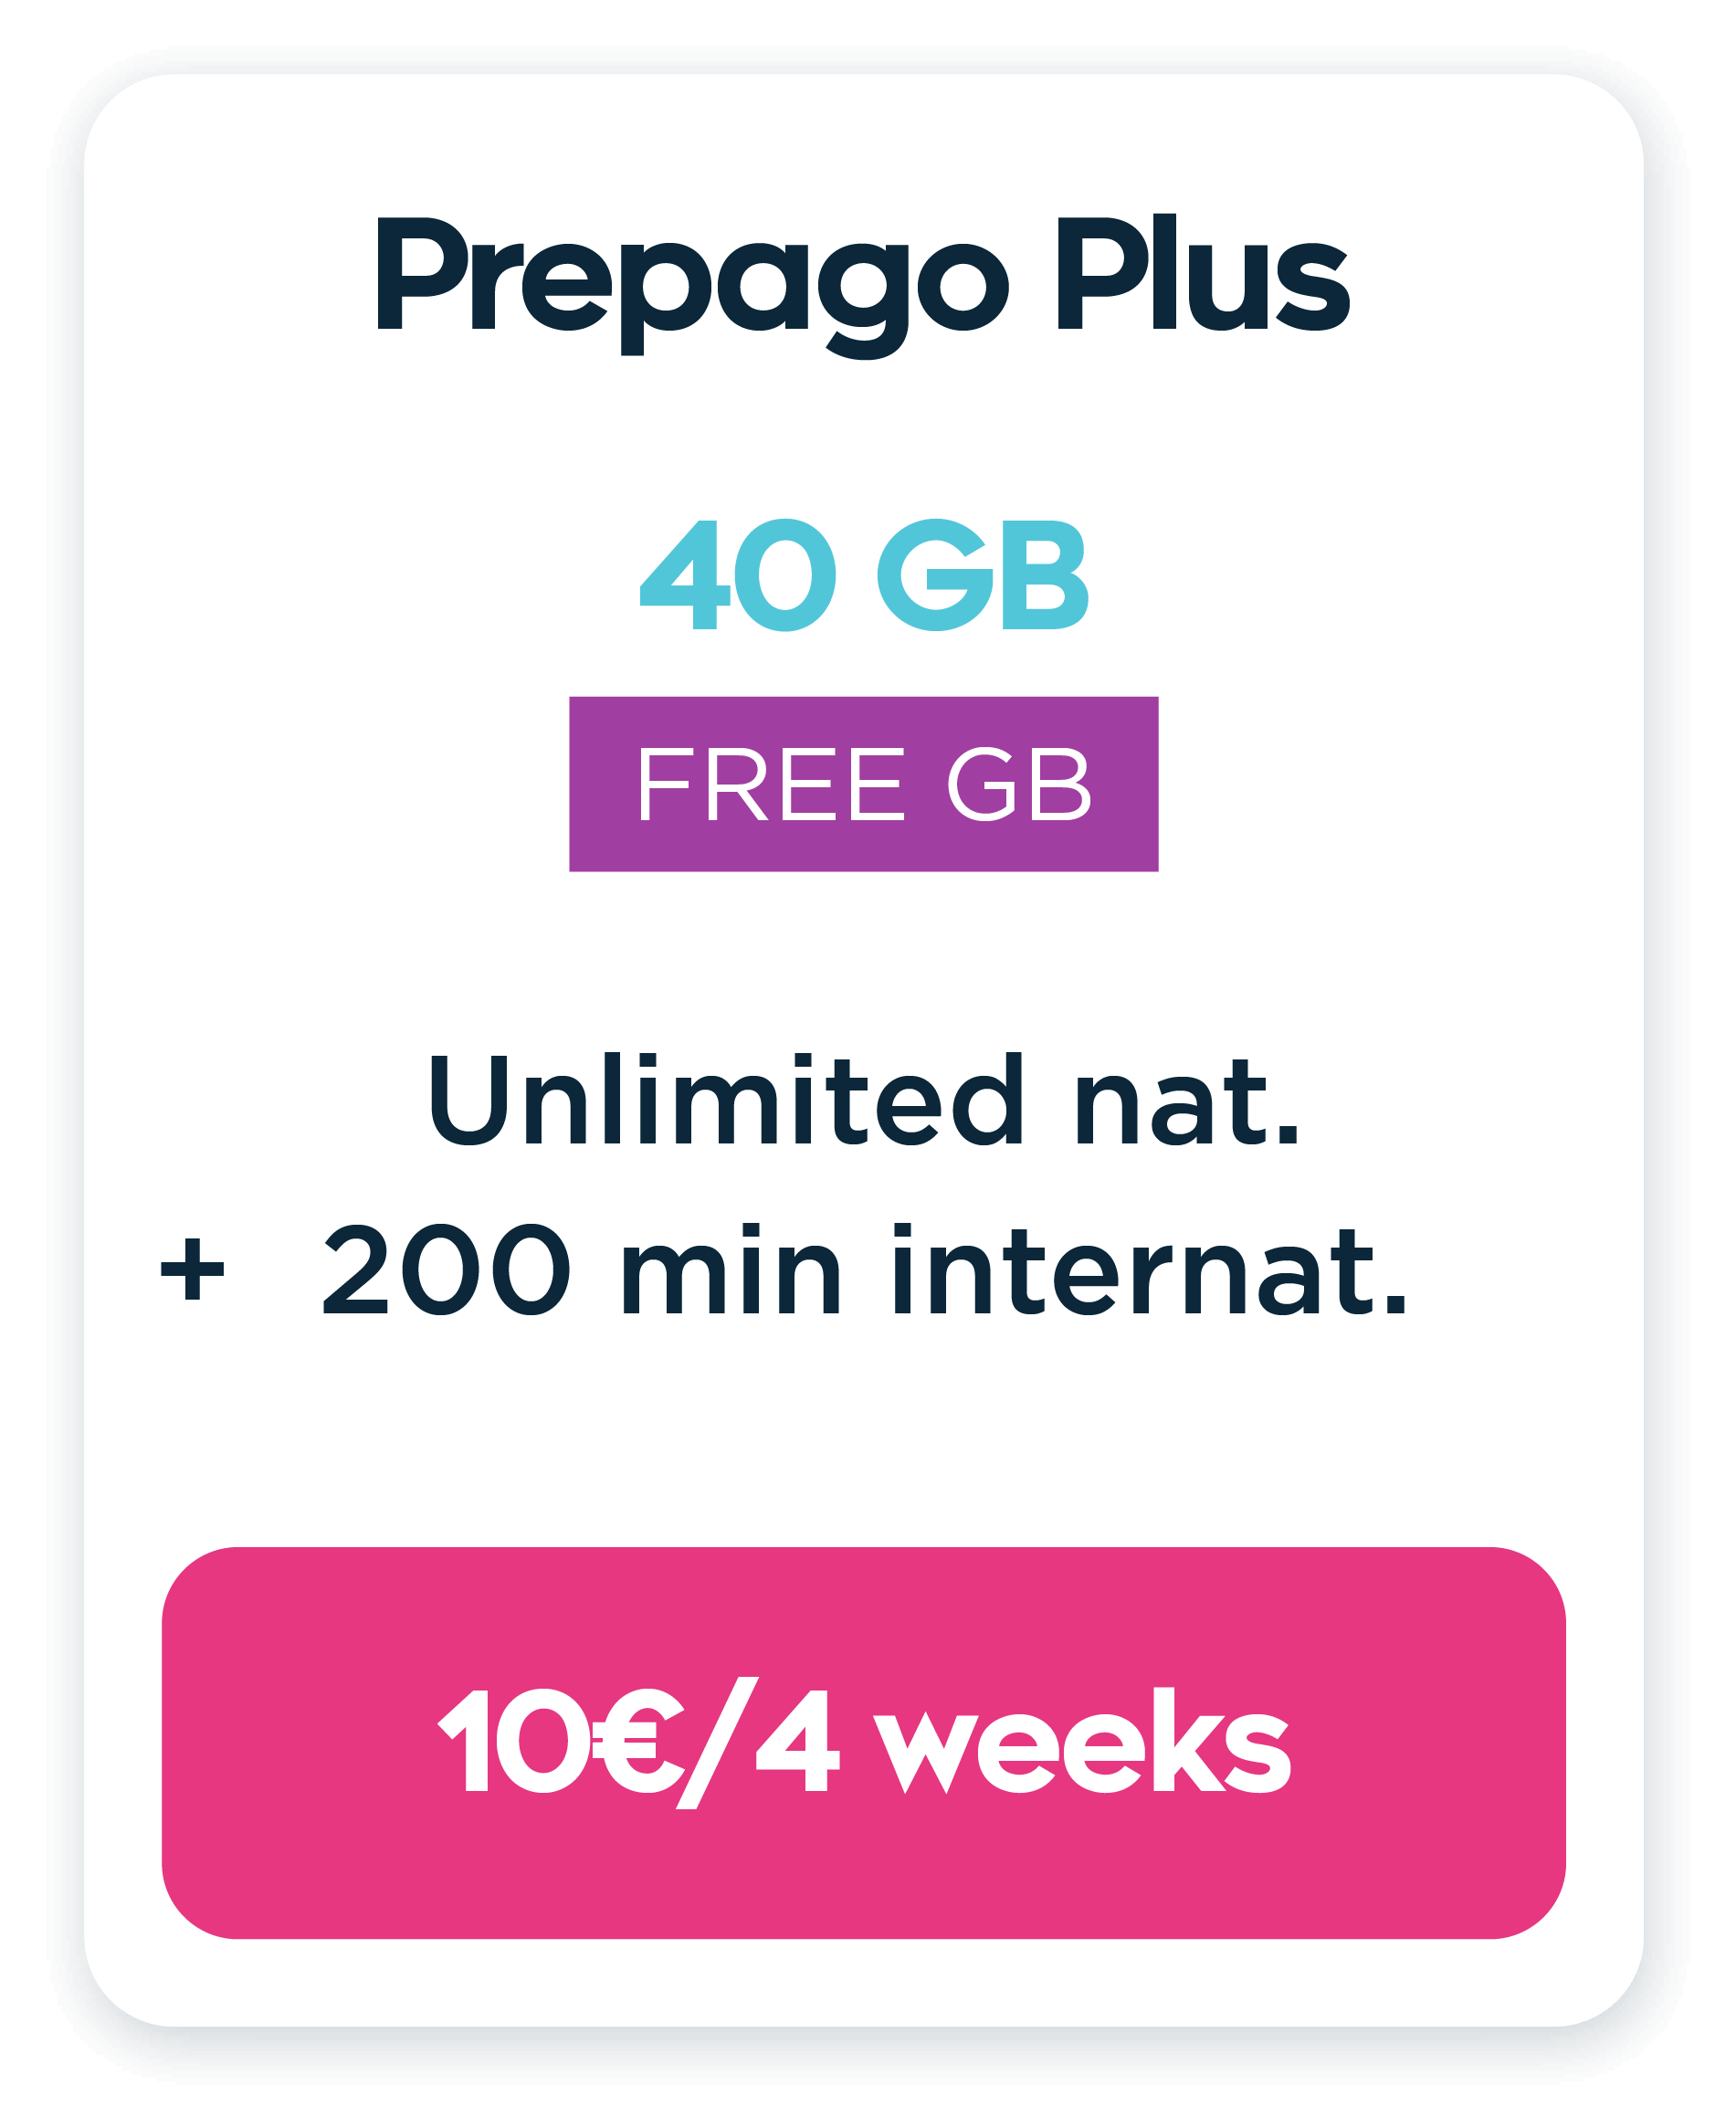 Prepago Plus
40 GB
FREE GB
Unlimited nat.
+ 200 min internat.
10€/4 weeks